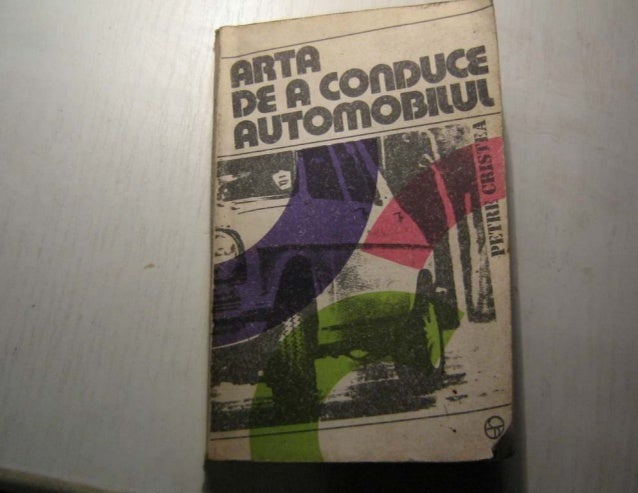 ARTA
DE A CONDUCE
AUTOMOBILUL
PETRE CRISTEA